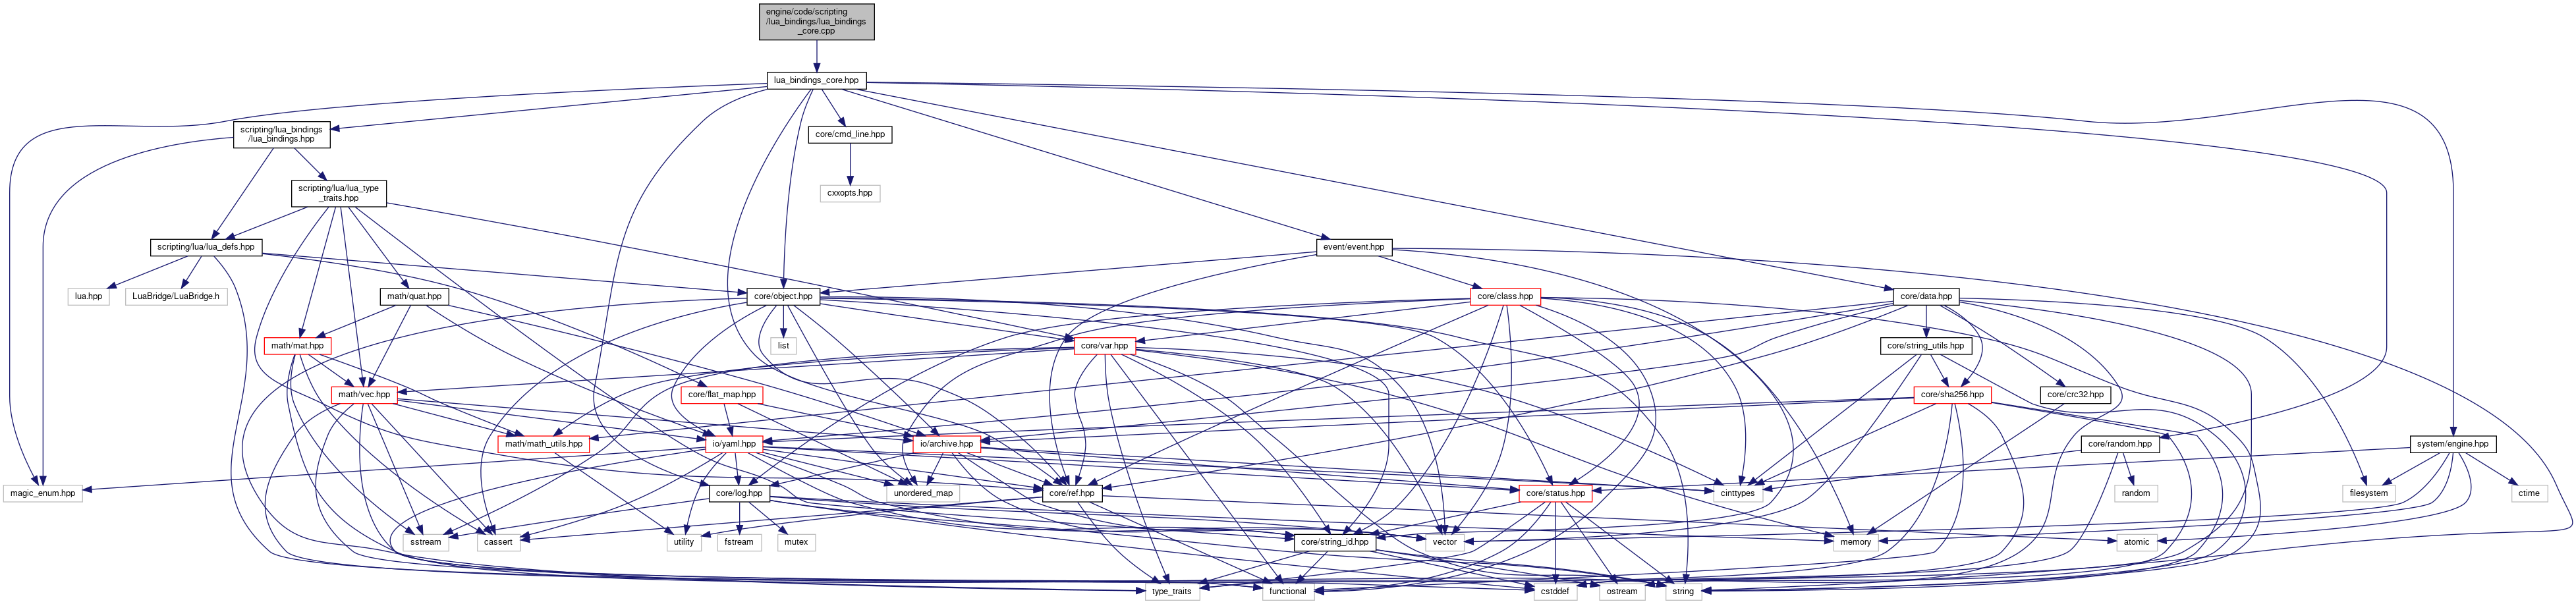 engine/code/scripting
/lua_bindings/lua_bindings
_core.cpp
lua_bindings_core.hpp
scripting/lua_bindings
/lua_bindings.hpp
core/cmd_line.hpp
scripting/lua/lua_type
_traits.hpp
cxxopts.hpp
scripting/lua/lua_defs.hpp
event/event.hpp
lua.hpp
LuaBridge/LuaBridge.h
math/quat.hpp
core/object.hpp
core/class.hpp
core/data.hpp
math/mat.hpp
list
core/var.hpp
core/string_utils.hpp
math/vec.hpp
core/flat_map.hpp
core/sha256.hpp
core/crc32.hpp
math/math_utils.hpp
io/yaml.hpp
io/archive.hpp
core/random.hpp
system/engine.hpp
magic_enum.hpp
core/log.hpp
unordered_map
core/ref.hpp
core/status.hpp
cinttypes
random
filesystem
ctime
sstream
cassert
utility
fstream
mutex
core/string_id.hpp
vector
memory
atomic
type_traits
functional
cstddef
ostream
string